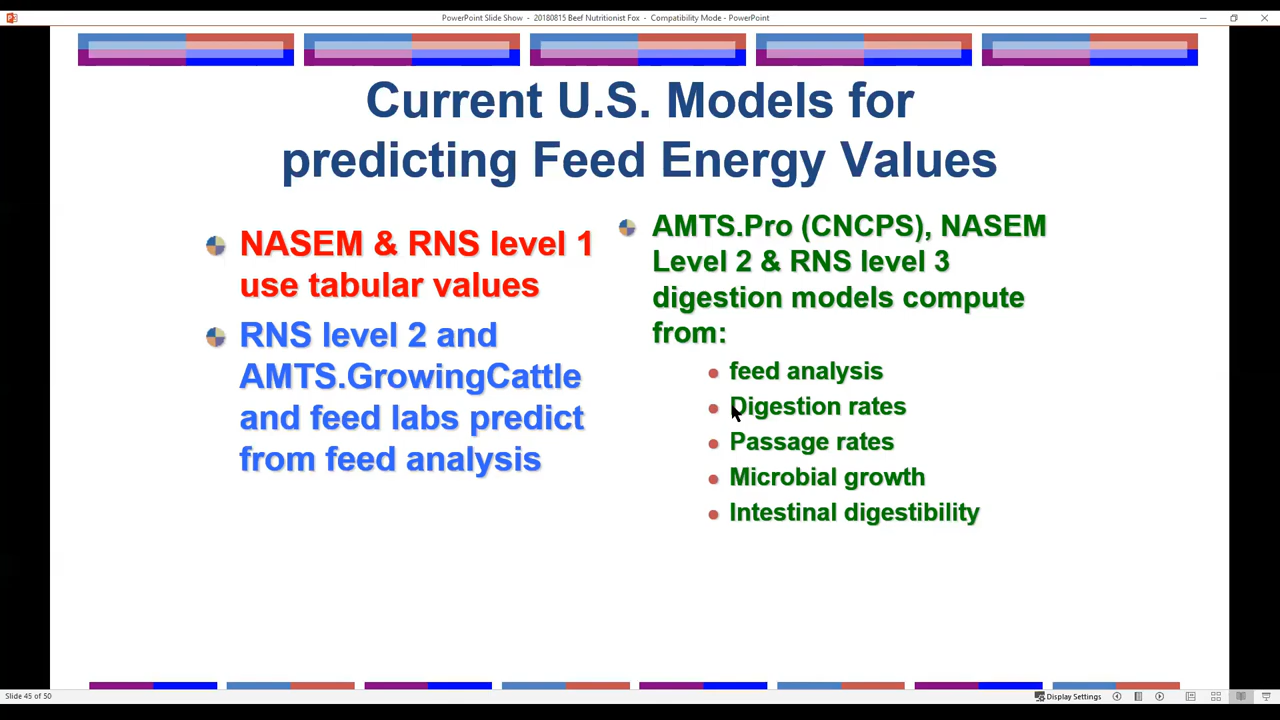 PowerPoint Slide Show - 20180815 Beef Nutritionist Fox - Compatibility Mode - PowerPoint
Current U.S. Models for
predicting Feed Energy Values
NASEM & RNS level 1
use tabular values
RNS level 2 and
AMTS.GrowingCattle
and feed labs predict
from feed analysis
AMTS.Pro (CNCPS), NASEM
Level 2 & RNS level 3
digestion models compute
from:
feed analysis
Digestion rates
Passage rates
Microbial growth
Intestinal digestibility
Slide 45 of 50
Display Settings